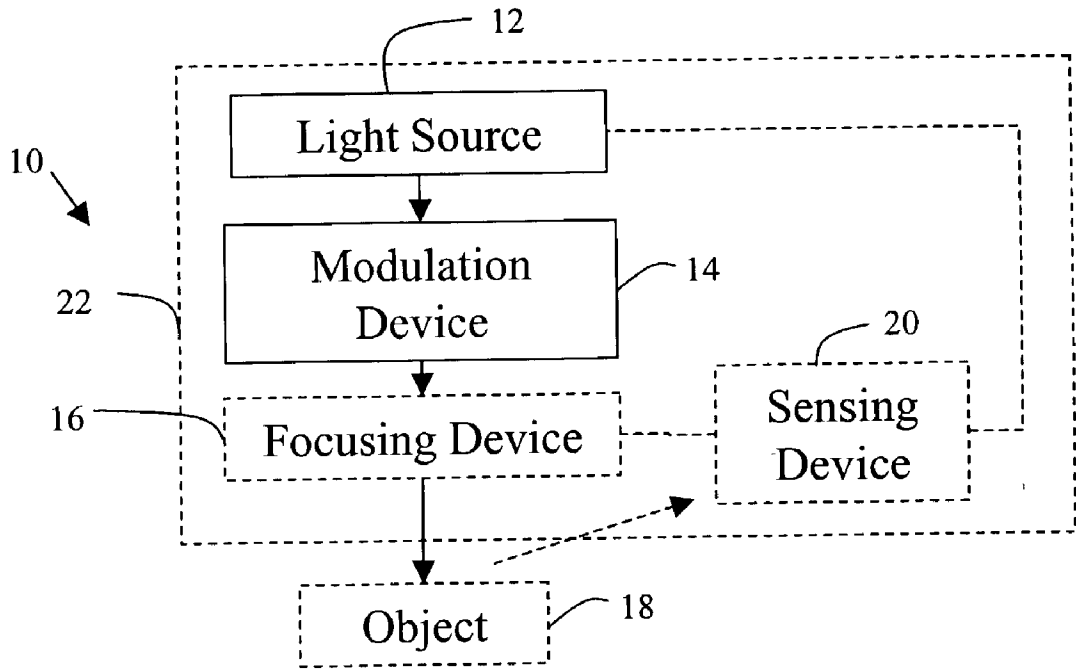 12
Light Source
10
Modulation
Device
14
22
20
16
Focusing Device
Sensing
Device
Object
18